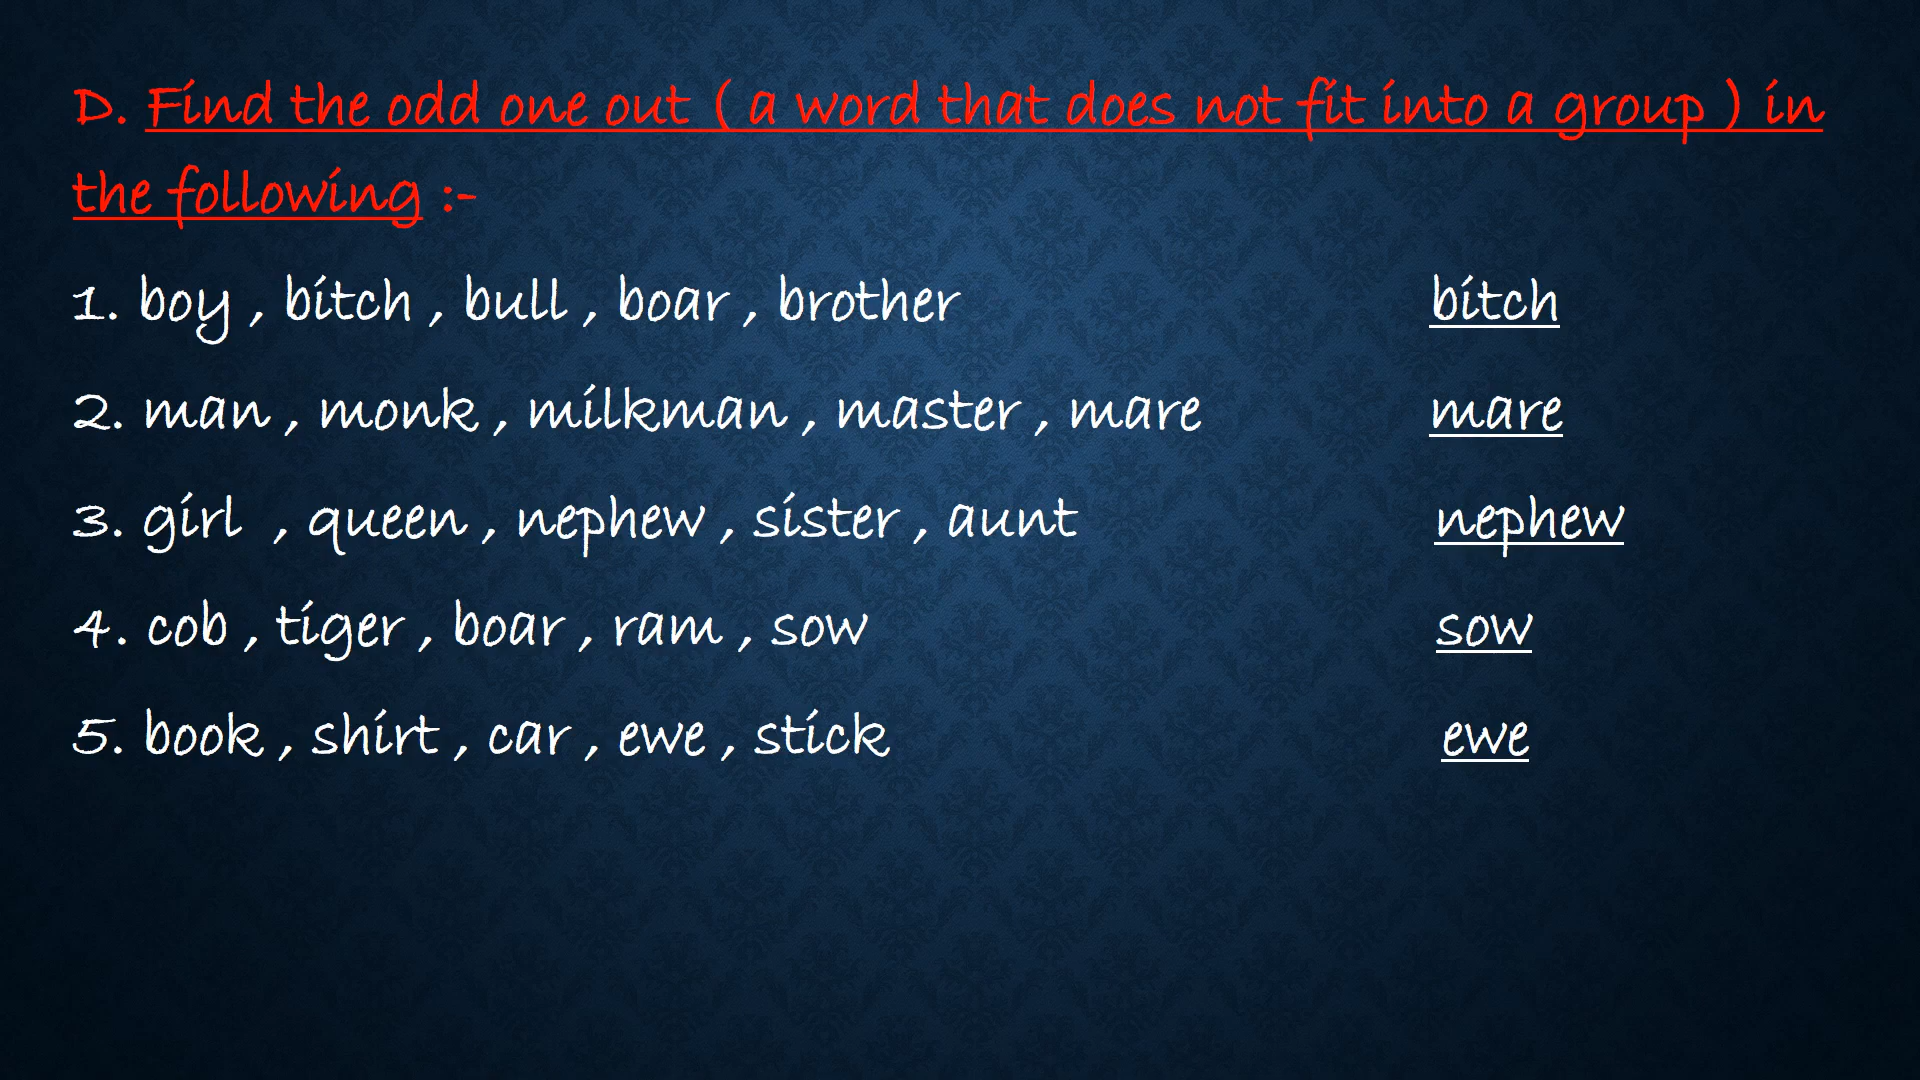 D. Find the odd one out ( a word that does not fit into a group ) in
the following :-
1. boy , bitch , bull , boar , brother bitch
2. man , monk , milkman , master , mare mare
3. girl , queen , nephew , sister , aunt nephew
4. cob , tiger , boar , ram , sow sow
5. book , shirt , car , ewe , stick ewe